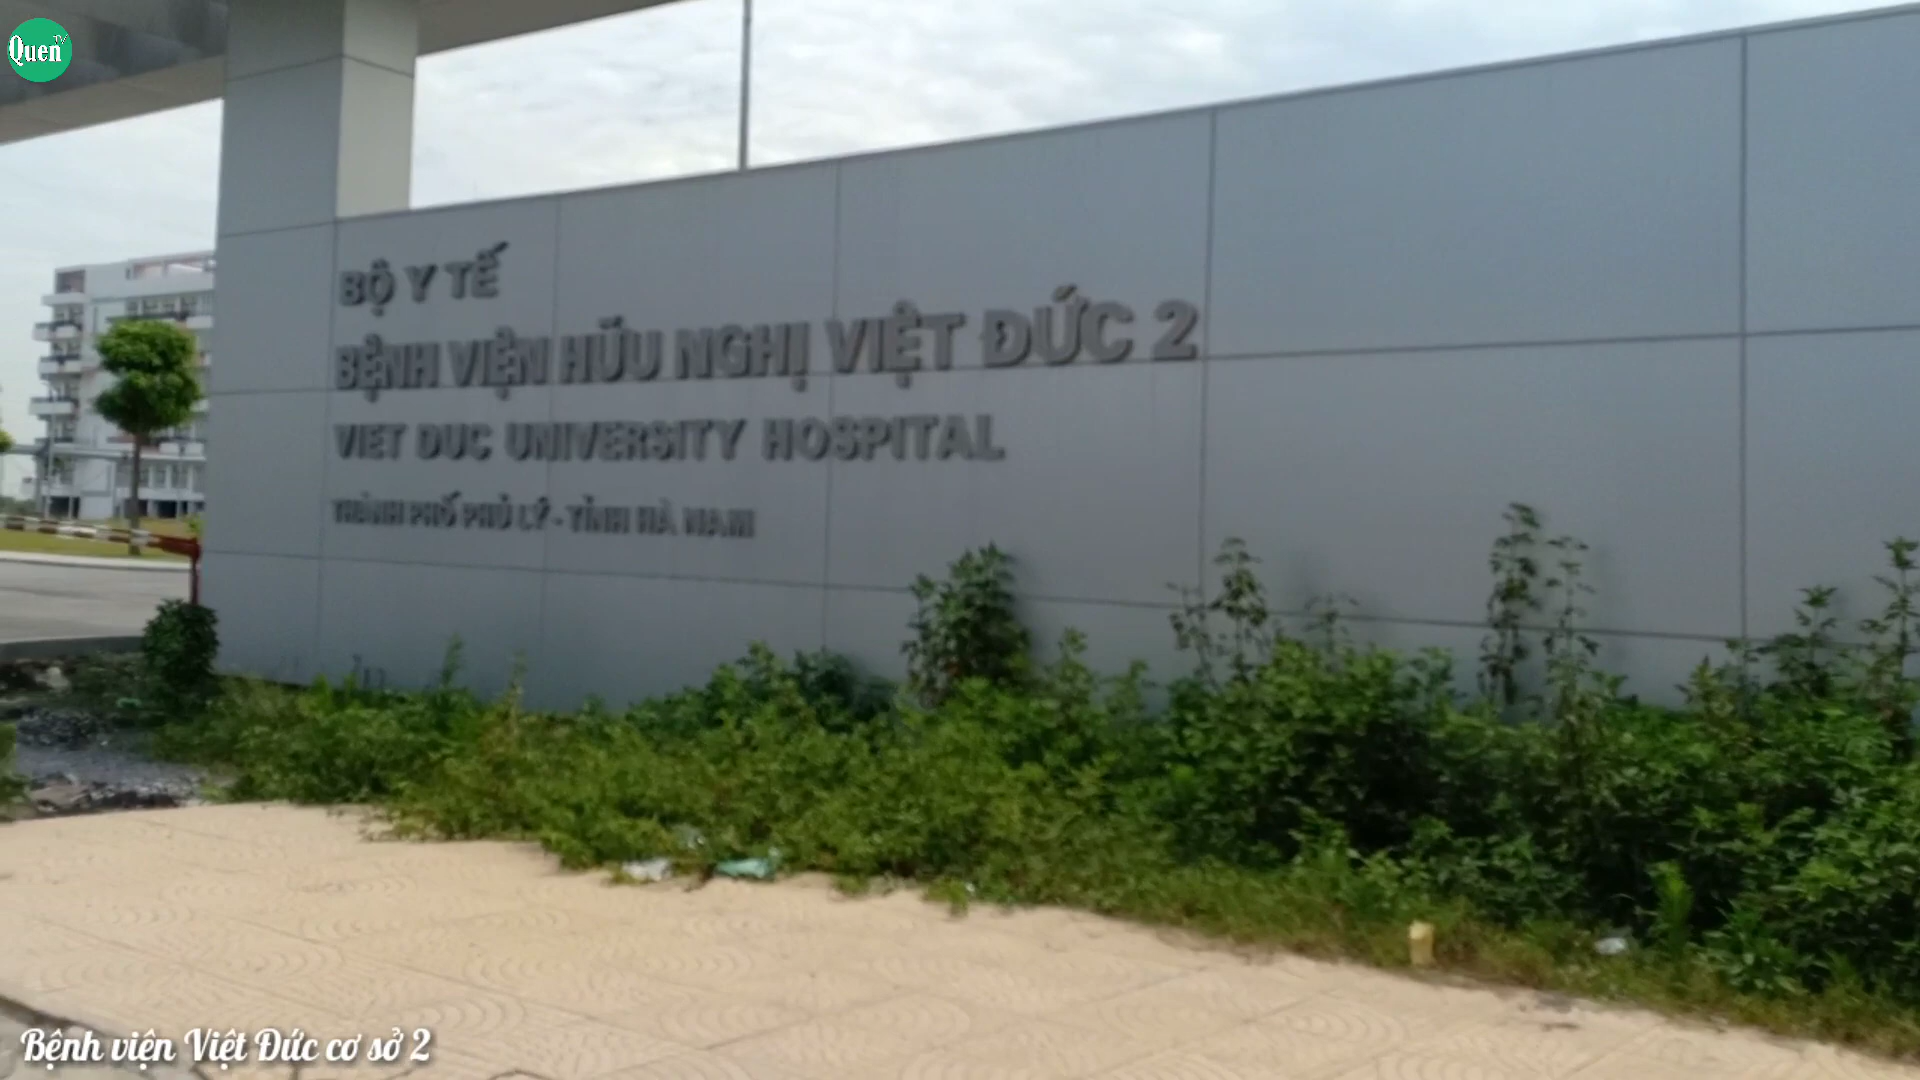 Quen TV
BỘ Y TẾ
BỆNH VIỆN HỮU NGHỊ VIỆT ĐỨC 2
VIET DUC UNIVERSITY HOSPITAL
THÀNH PHỐ PHỦ LÝ - TỈNH HÀ NAM
Bệnh viện Việt Đức cơ sở 2